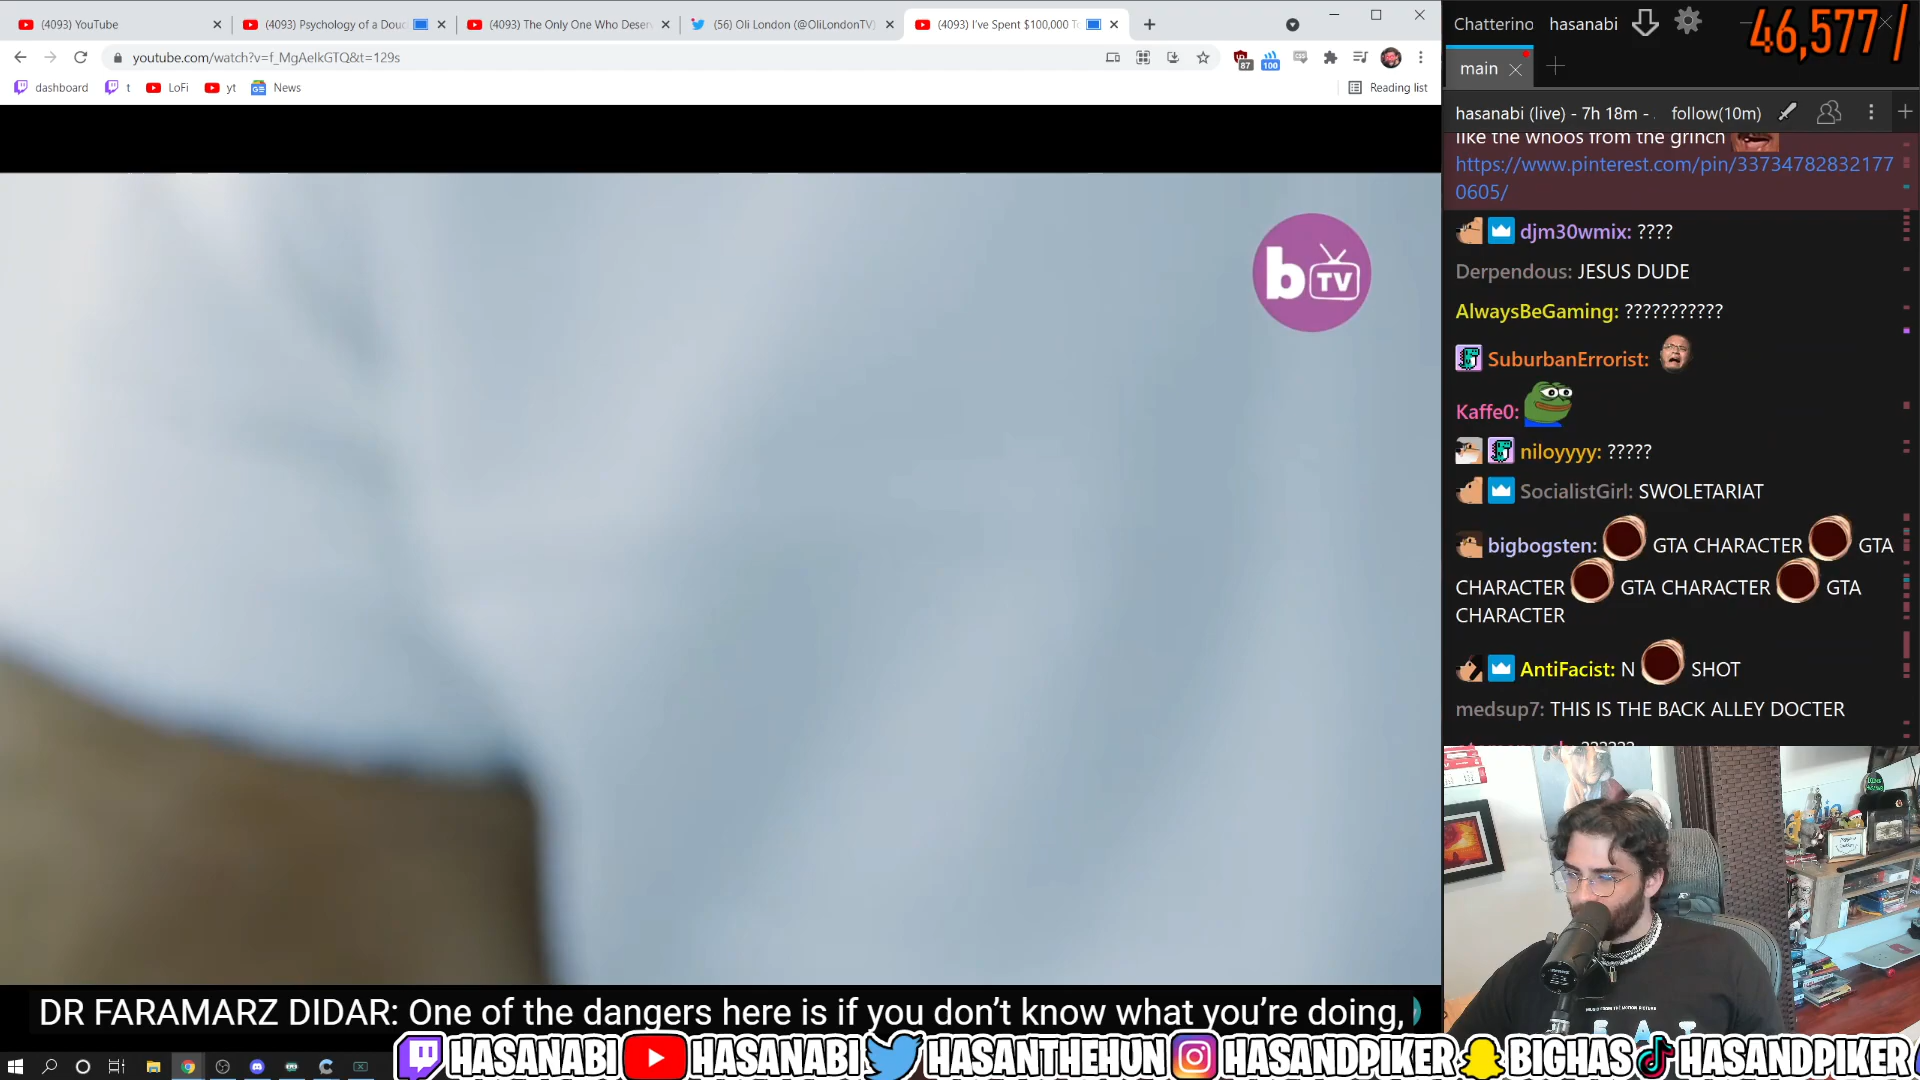 (4093) YouTube
(4093) Psychology of a Douc
(4093) The Only One Who Deser
(56) Oli London (@OliLondonTV)
(4093) I've Spent $100,000 To
youtube.com/watch?v=f_MgAelkGTQ&t=129s
87
100
dashboard
t
LoFi
yt
News
Reading list
b TV
DR FARAMARZ DIDAR: One of the dangers here is if you don't know what you're doing,
Chatterino hasanabi
46,577 /
main
hasanabi (live) - 7h 18m - follow(10m)
like the whoos from the grinch
https://www.pinterest.com/pin/33734782832177
0605/
djm30wmix: ????
Derpendous: JESUS DUDE
AlwaysBeGaming: ???????????
SuburbanErrorist:
Kaffe0:
niloyyyy: ?????
SocialistGirl: SWOLETARIAT
bigbogsten: GTA CHARACTER GTA
CHARACTER GTA CHARACTER GTA
CHARACTER
AntiFacist: N SHOT
medsup7: THIS IS THE BACK ALLEY DOCTER
HASANABI HASANABI HASANTHEHUN HASANDPIKER BIGHAS HASANDPIKER